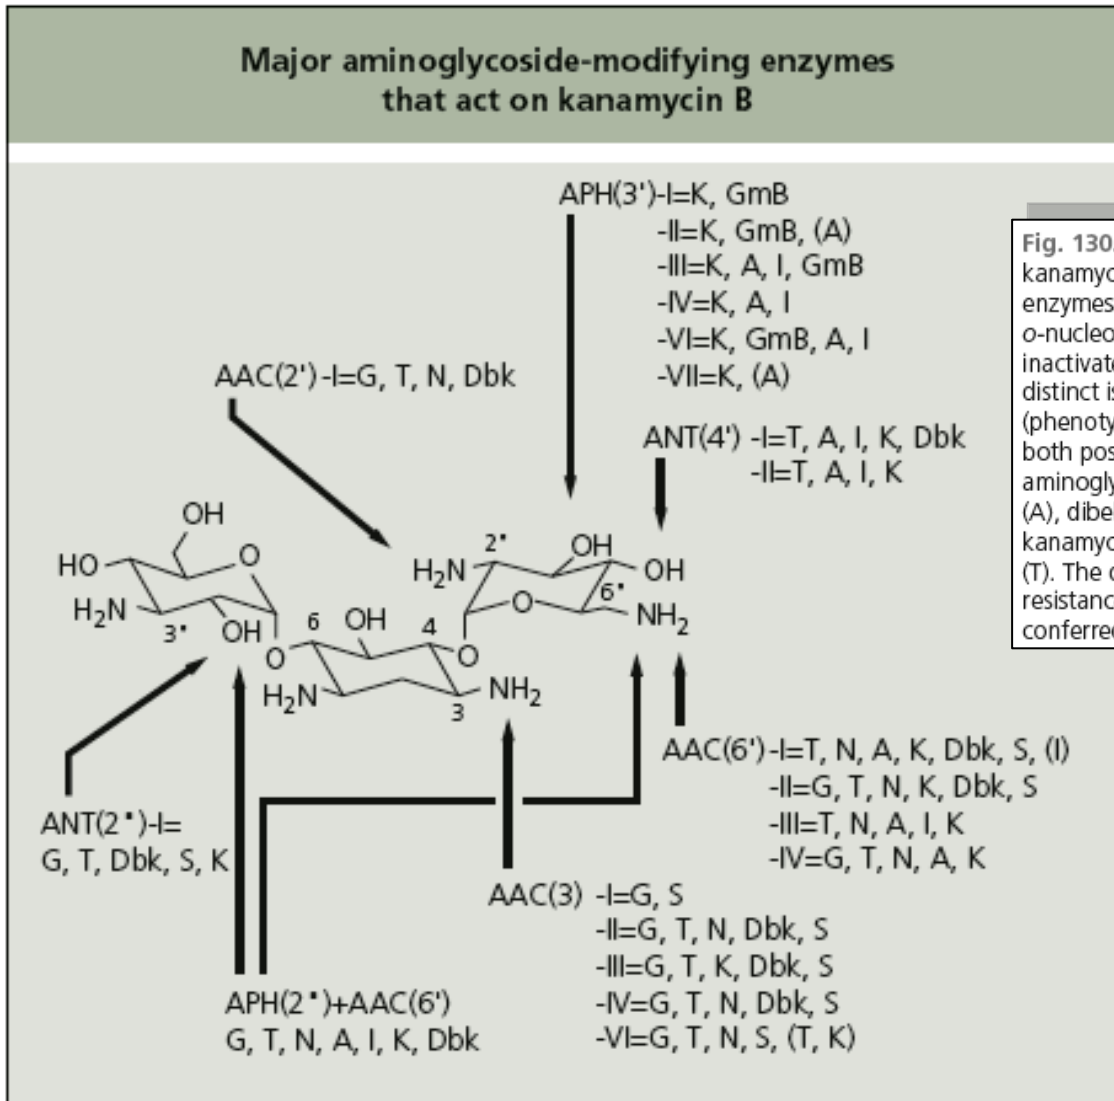 Major aminoglycoside-modifying enzymes
that act on kanamycin B
APH(3')-I=K, GmB
-II=K, GmB, (A)
-III=K, A, I, GmB
-IV=K, A, I
-VI=K, GmB, A, I
-VII=K, (A)
AAC(2') -I=G, T, N, Dbk
ANT(4') -I=T, A, I, K, Dbk
-II=T, A, I, K
OH
HO
O
H₂N
3"
OH
O
6
OH
4
O
H₂N
NH₂
3
H₂N
2"
OH
OH
O
6"
NH₂
AAC(6')-I=T, N, A, K, Dbk, S, (I)
-II=G, T, N, K, Dbk, S
-III=T, N, A, I, K
-IV=G, T, N, A, K
ANT(2")-I=
G, T, Dbk, S, K
AAC(3) -I=G, S
-II=G, T, N, Dbk, S
-III=G, T, K, Dbk, S
-IV=G, T, N, Dbk, S
-VI=G, T, N, S, (T, K)
APH(2")+AAC(6')
G, T, N, A, I, K, Dbk
Fig. 130.
kanamyc
enzymes
o-nucleo
inactivate
distinct is
(phenoty
both pos
aminogly
(A), dibe
kanamyc
(T). The
resistanc
conferred